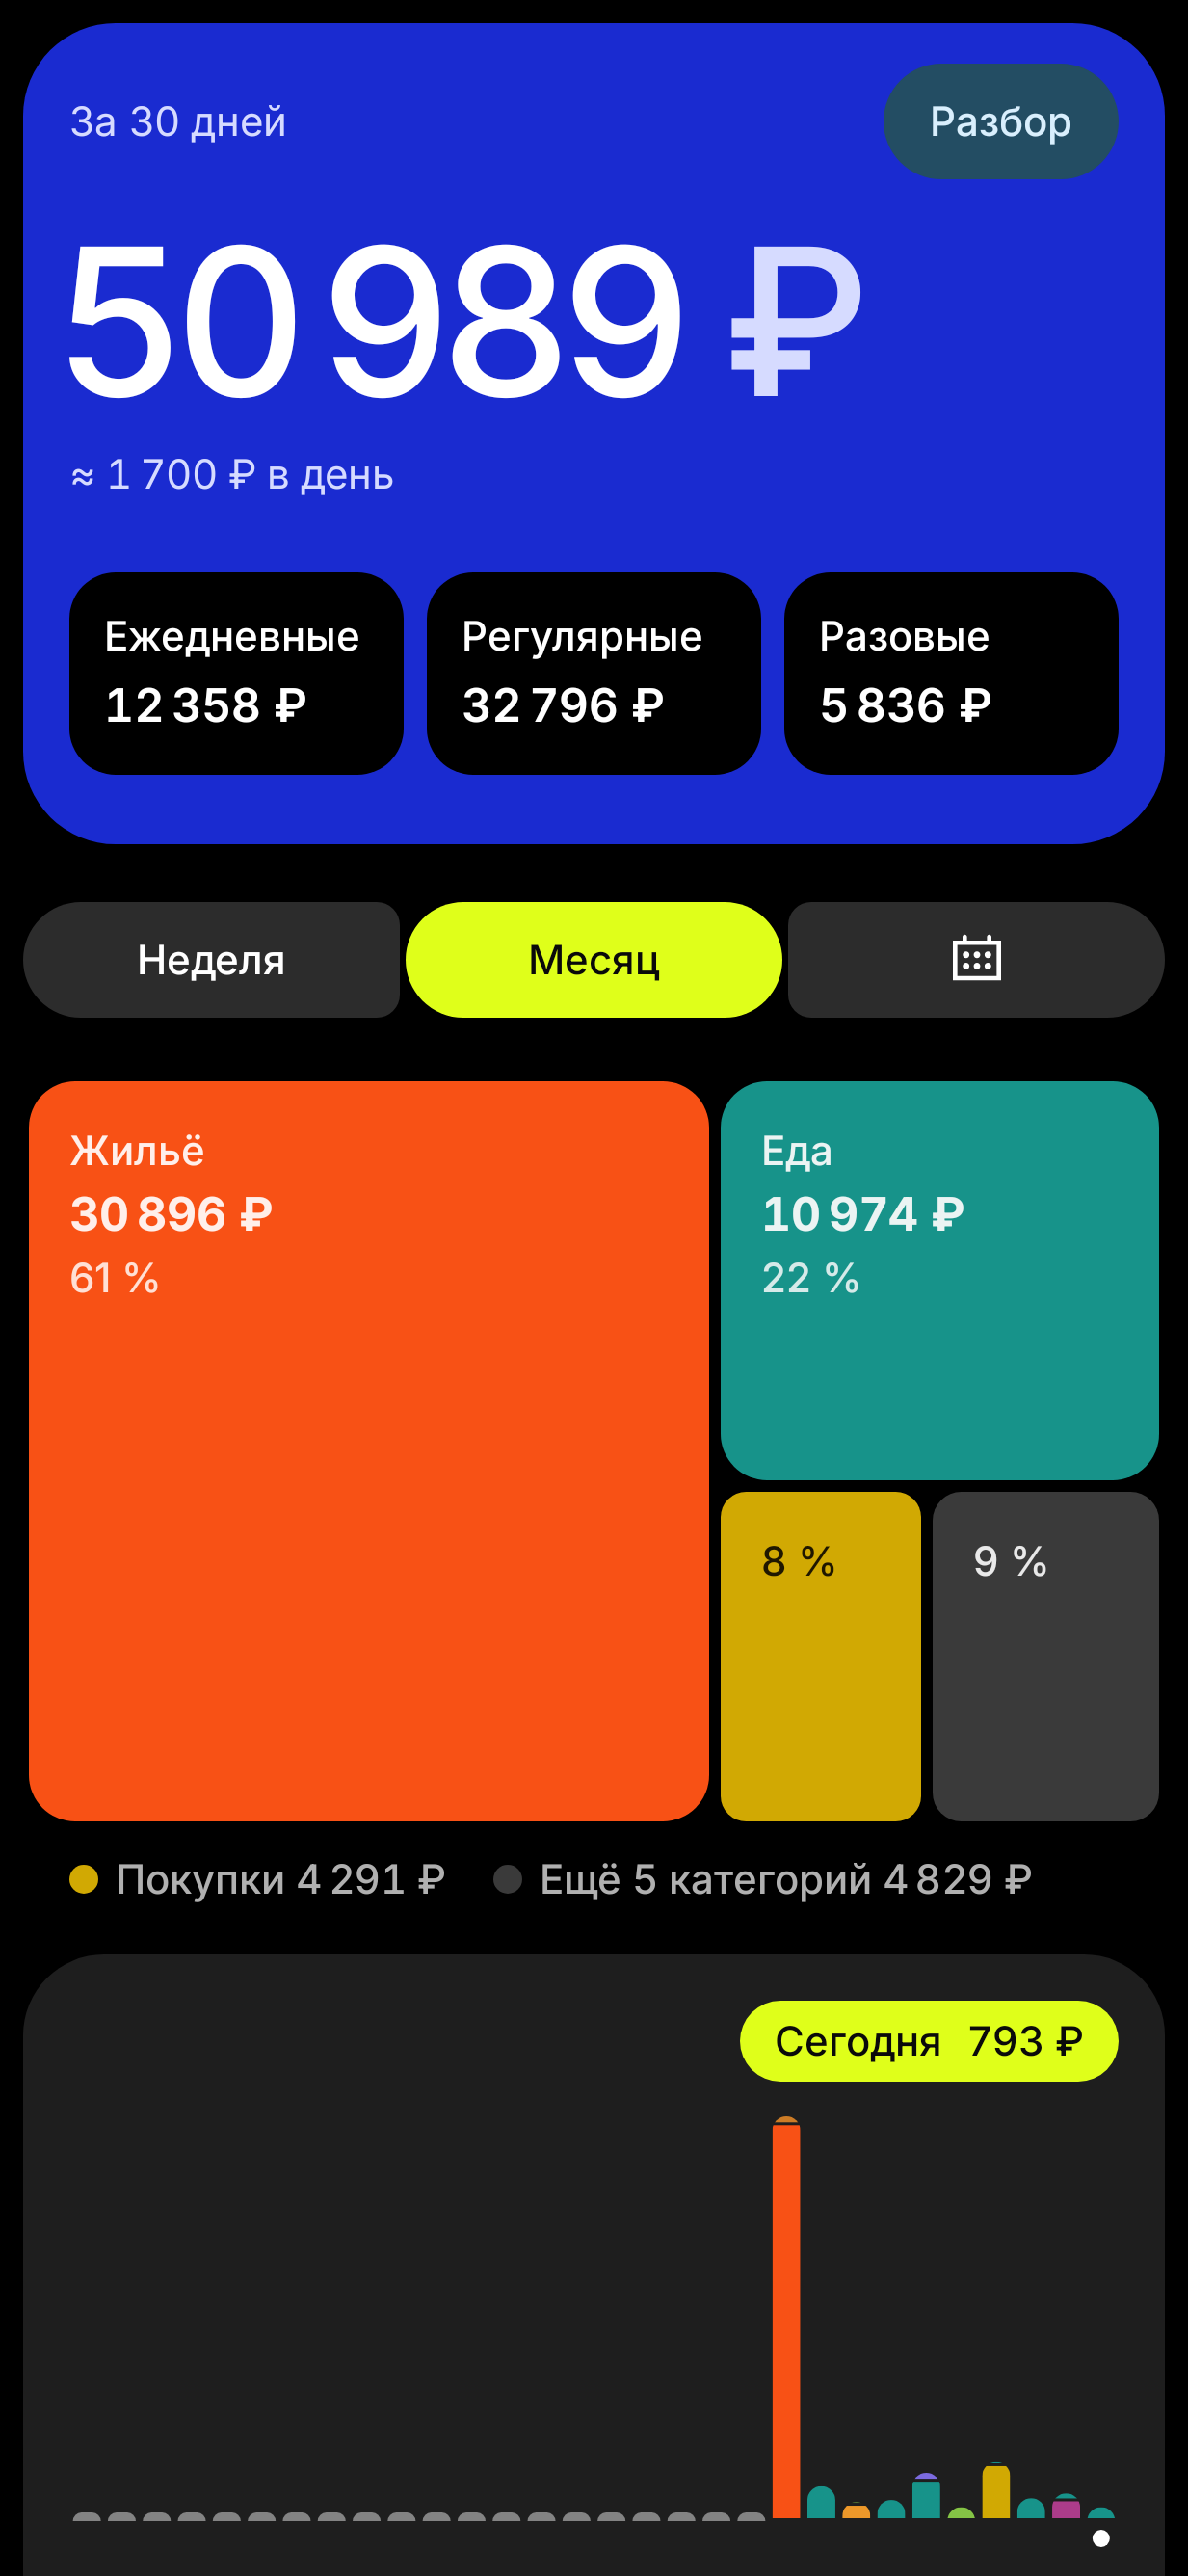 За 30 дней
Разбор
50 989 ₽
≈ 1 700 ₽ в день
Ежедневные
12 358 ₽
Регулярные
32 796 ₽
Разовые
5 836 ₽
Неделя
Месяц
Жильё
30 896 ₽
61 %
Еда
10 974 ₽
22 %
8 %
9 %
Покупки 4 291 ₽
Ещё 5 категорий 4 829 ₽
Сегодня 793 ₽